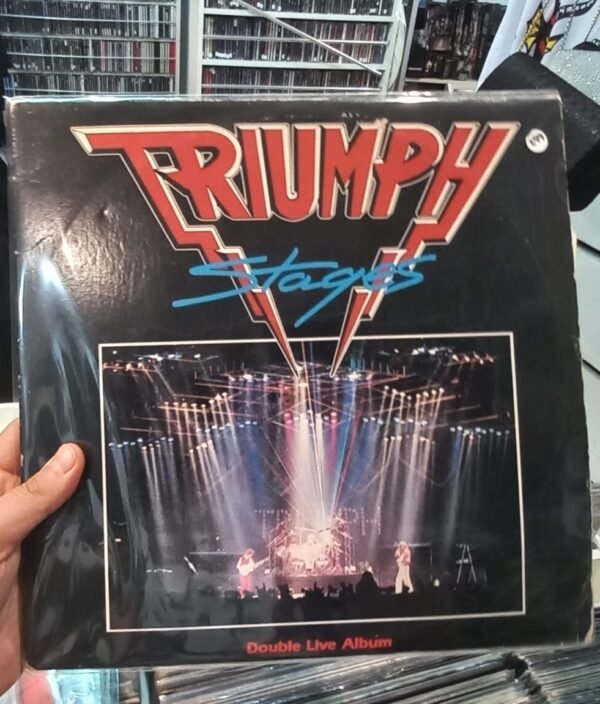 TRIUMPH
Stages
Double Live Album